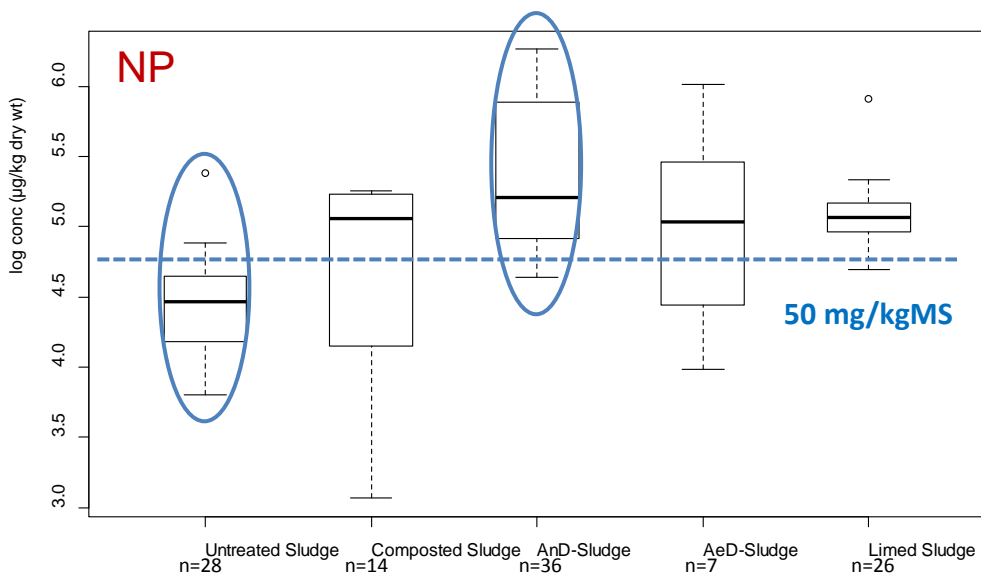 NP
log conc (µg/kg dry wt)
6.0
5.5
5.0
4.5
4.0
3.5
3.0
50 mg/kgMS
Untreated Sludge Composted Sludge AnD-Sludge AeD-Sludge Limed Sludge
n=28 n=14 n=36 n=7 n=26